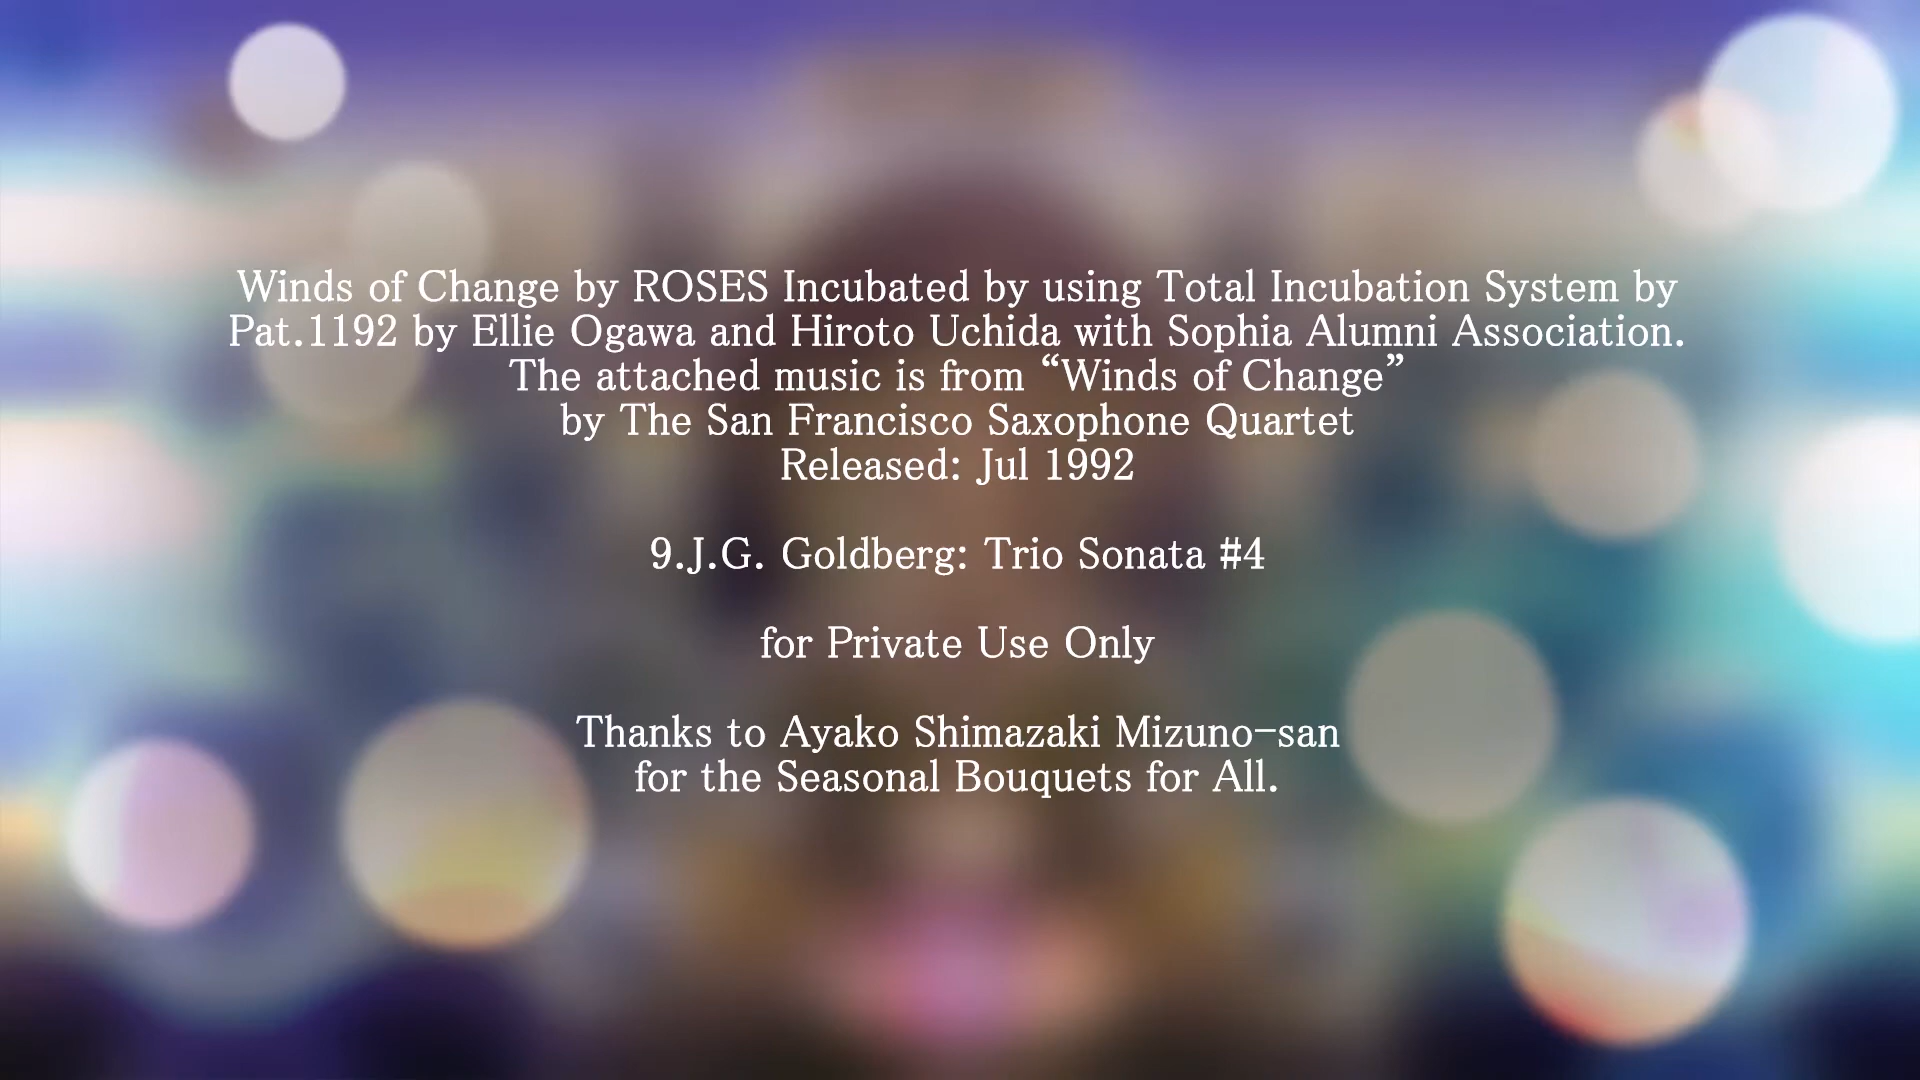 Winds of Change by ROSES Incubated by using Total Incubation System by
Pat.1192 by Ellie Ogawa and Hiroto Uchida with Sophia Alumni Association.
The attached music is from “Winds of Change”
by The San Francisco Saxophone Quartet
Released: Jul 1992
9.J.G. Goldberg: Trio Sonata #4
for Private Use Only
Thanks to Ayako Shimazaki Mizuno-san
for the Seasonal Bouquets for All.